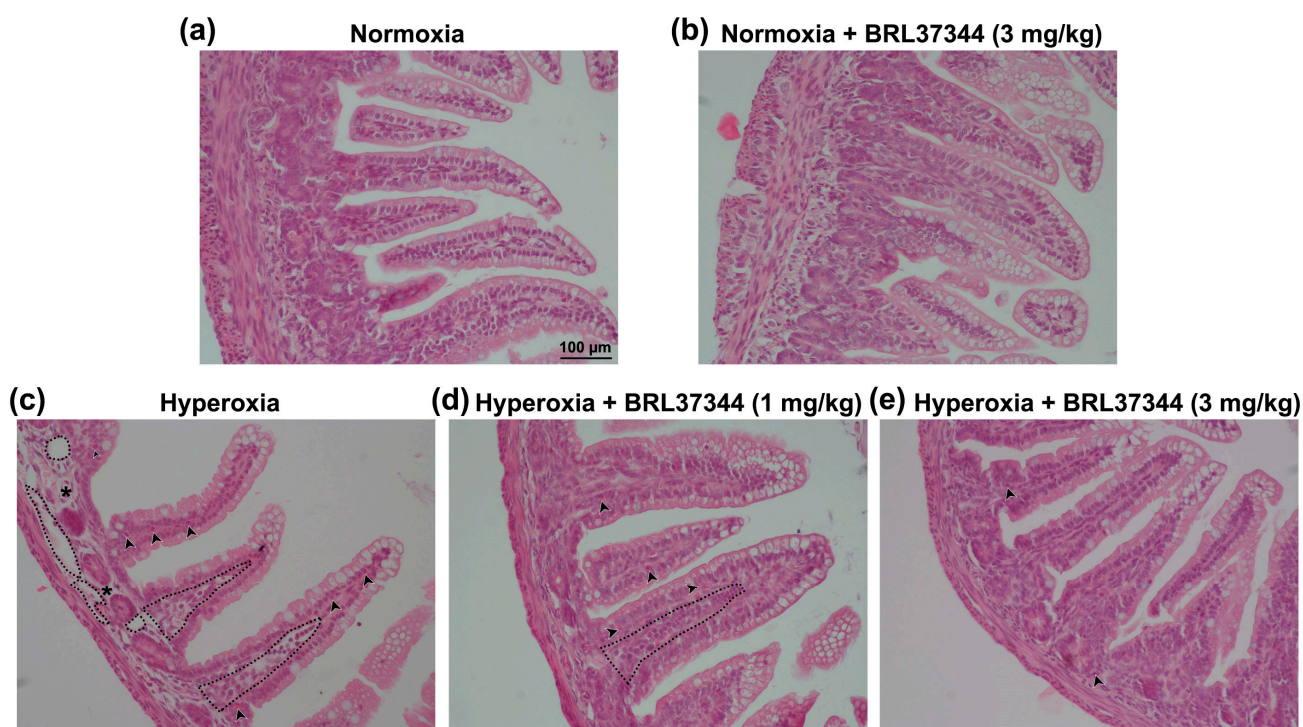 (a) Normoxia
(b) Normoxia + BRL37344 (3 mg/kg)
100 µm
(c) Hyperoxia
(d) Hyperoxia + BRL37344 (1 mg/kg)
(e) Hyperoxia + BRL37344 (3 mg/kg)
*
*